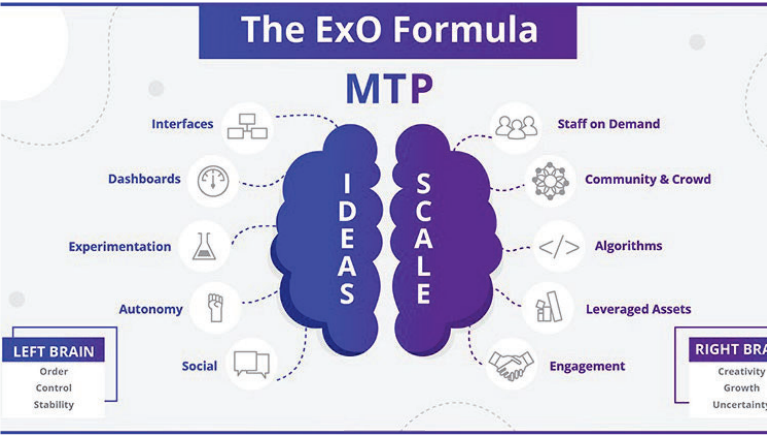 The ExO Formula
MTP
Interfaces
Dashboards
Experimentation
Autonomy
Social
IDEAS
SCALE
Staff on Demand
Community & Crowd
</>
Algorithms
Leveraged Assets
Engagement
LEFT BRAIN
Order
Control
Stability
RIGHT BRA
Creativity
Growth
Uncertainty